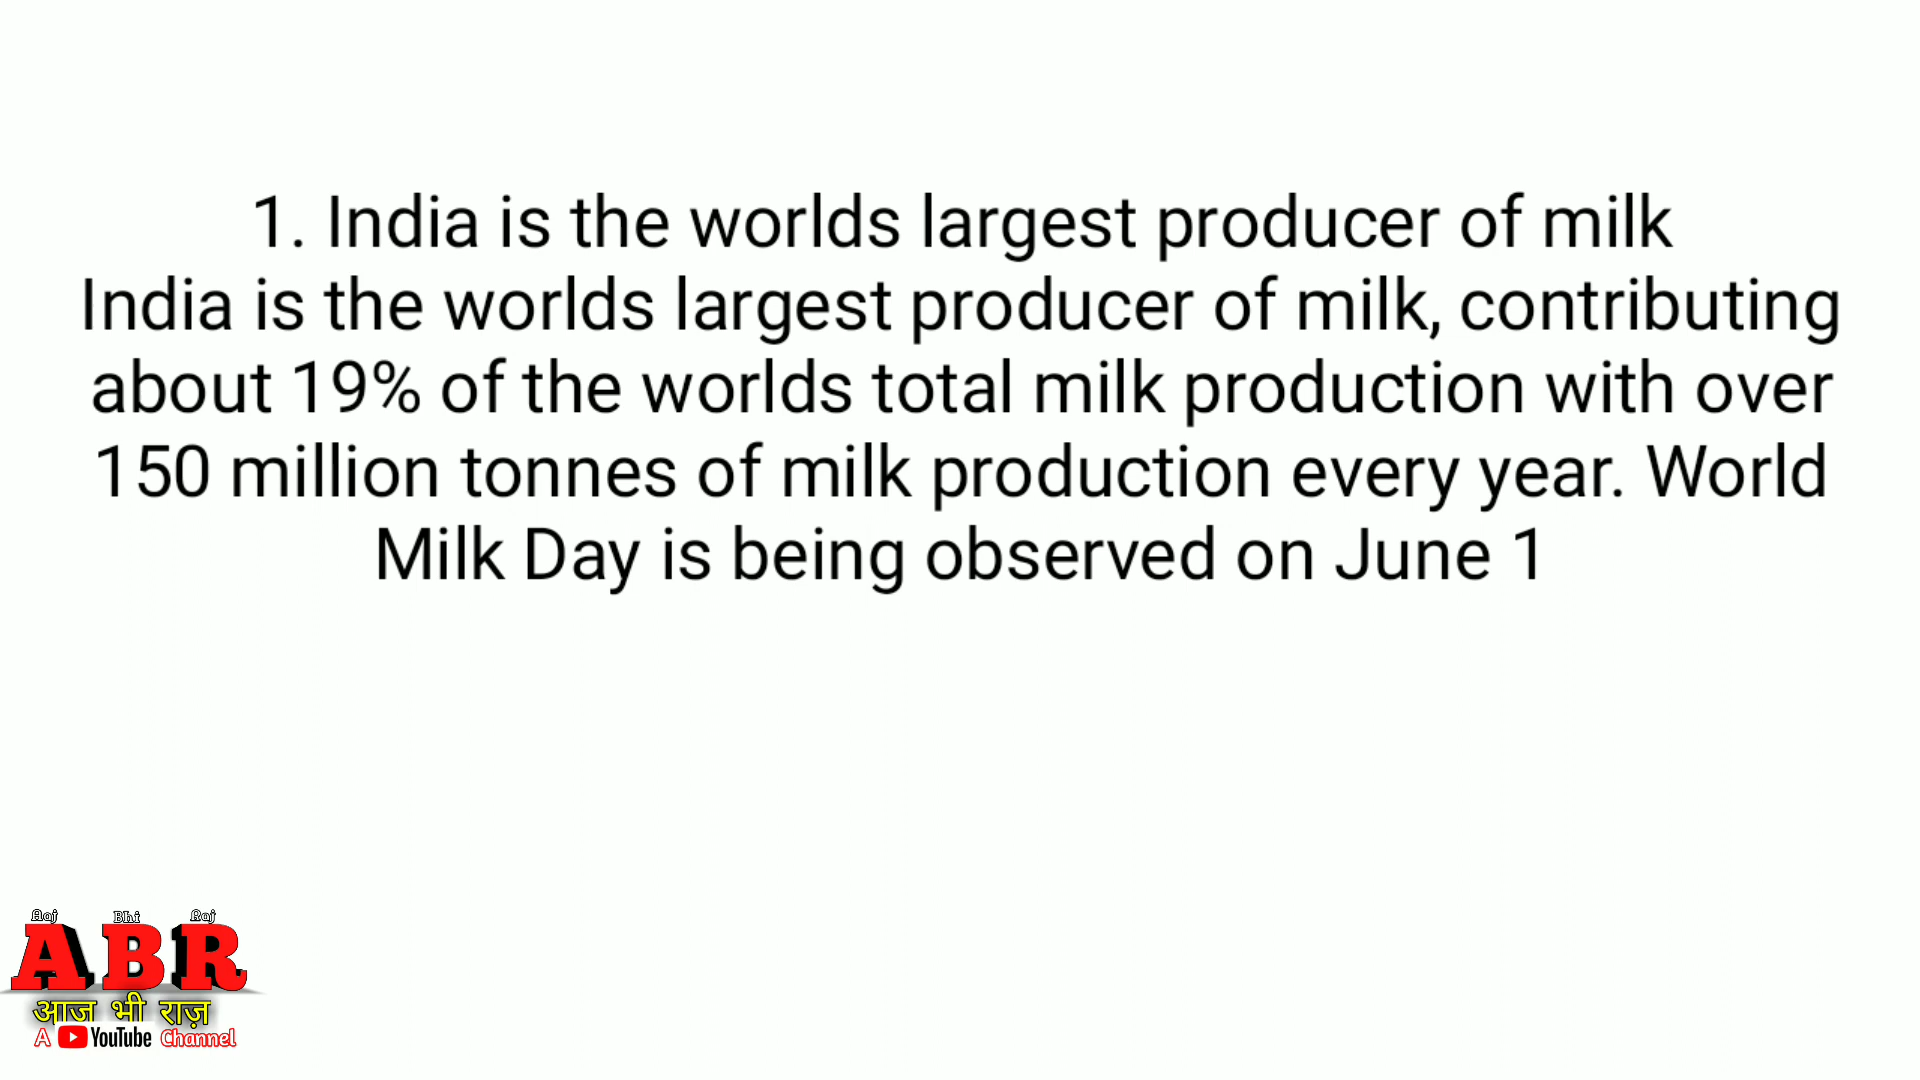 1. India is the worlds largest producer of milk
India is the worlds largest producer of milk, contributing
about 19% of the worlds total milk production with over
150 million tonnes of milk production every year. World
Milk Day is being observed on June 1
Aaj Bhi Raj
ABR
आज भी राज़
A YouTube Channel